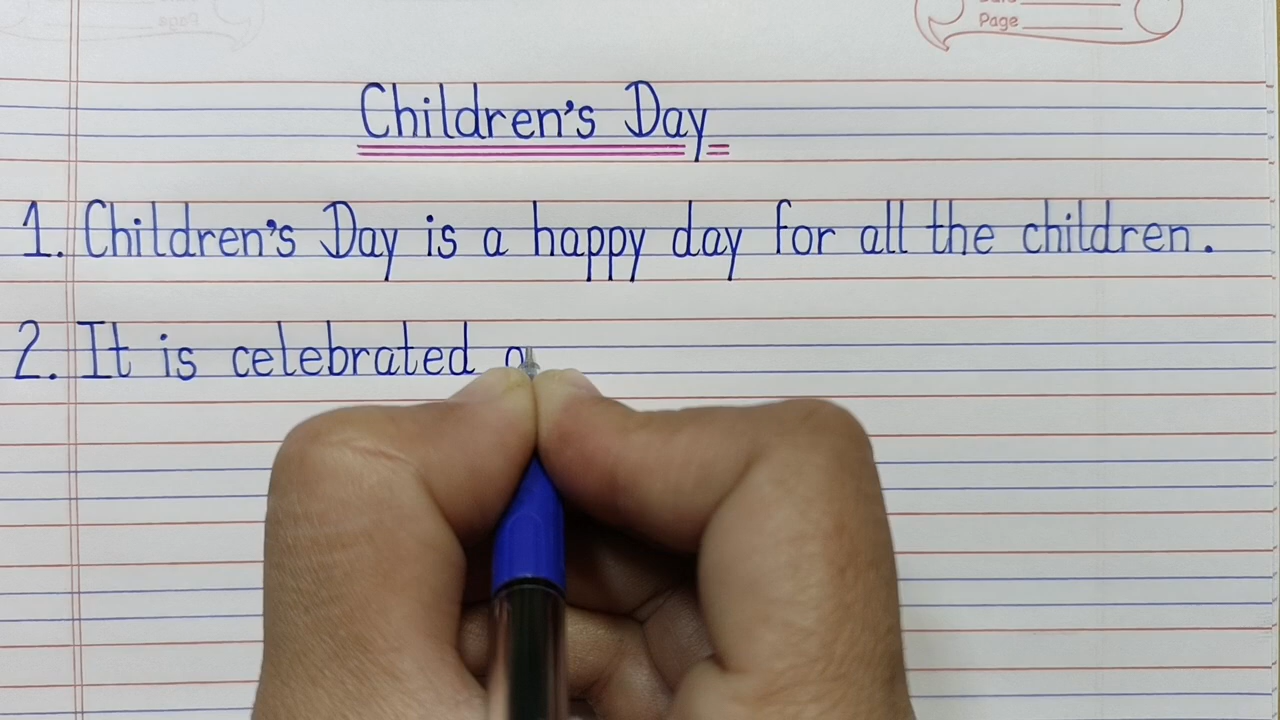 Page
Children's Day
1. Children's Day is a happy day for all the children.
2. It is celebrated